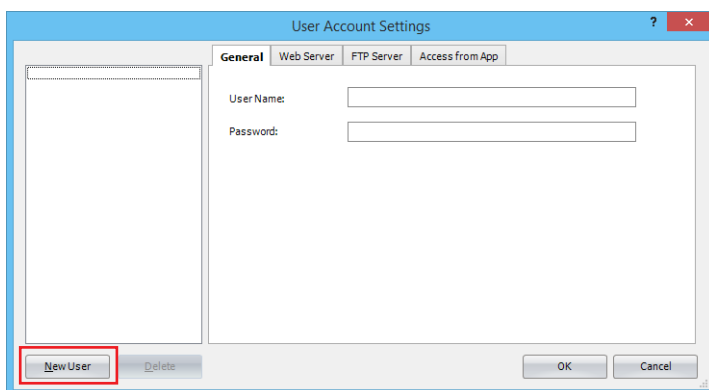 User Account Settings
?
×
General Web Server FTP Server Access from App
User Name:
Password:
New User Delete OK Cancel